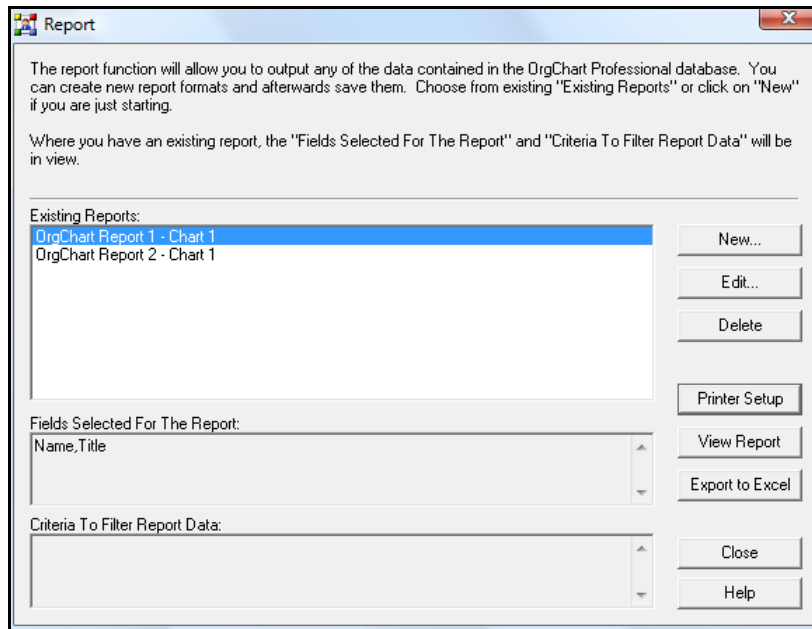 Report
The report function will allow you to output any of the data contained in the OrgChart Professional database.  You
can create new report formats and afterwards save them.  Choose from existing "Existing Reports" or click on "New"
if you are just starting.
Where you have an existing report, the "Fields Selected For The Report" and "Criteria To Filter Report Data" will be
in view.
Existing Reports:
OrgChart Report 1 - Chart 1
OrgChart Report 2 - Chart 1
New...
Edit...
Delete
Printer Setup
Fields Selected For The Report:
Name,Title
View Report
Export to Excel
Criteria To Filter Report Data:
Close
Help